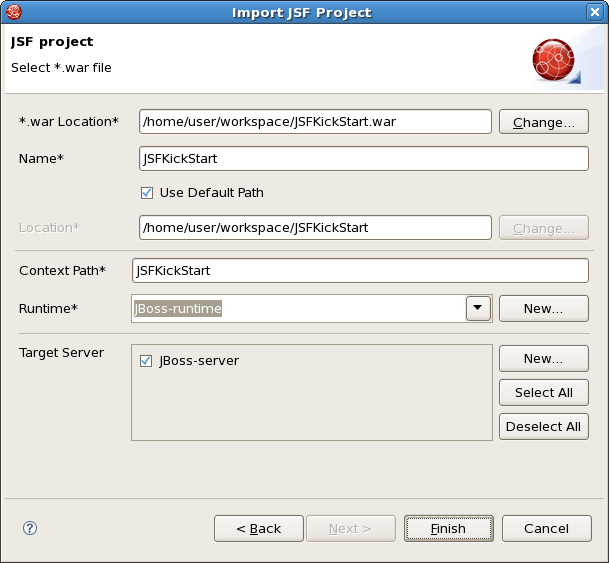 Import JSF Project
JSF project
Select *.war file
*.war Location* /home/user/workspace/JSFKickStart.war Change...
Name* JSFKickStart
Use Default Path
Location* /home/user/workspace/JSFKickStart Change...
Context Path* JSFKickStart
Runtime* JBoss-runtime New...
Target Server JBoss-server New...
Select All
Deselect All
? < Back Next > Finish Cancel